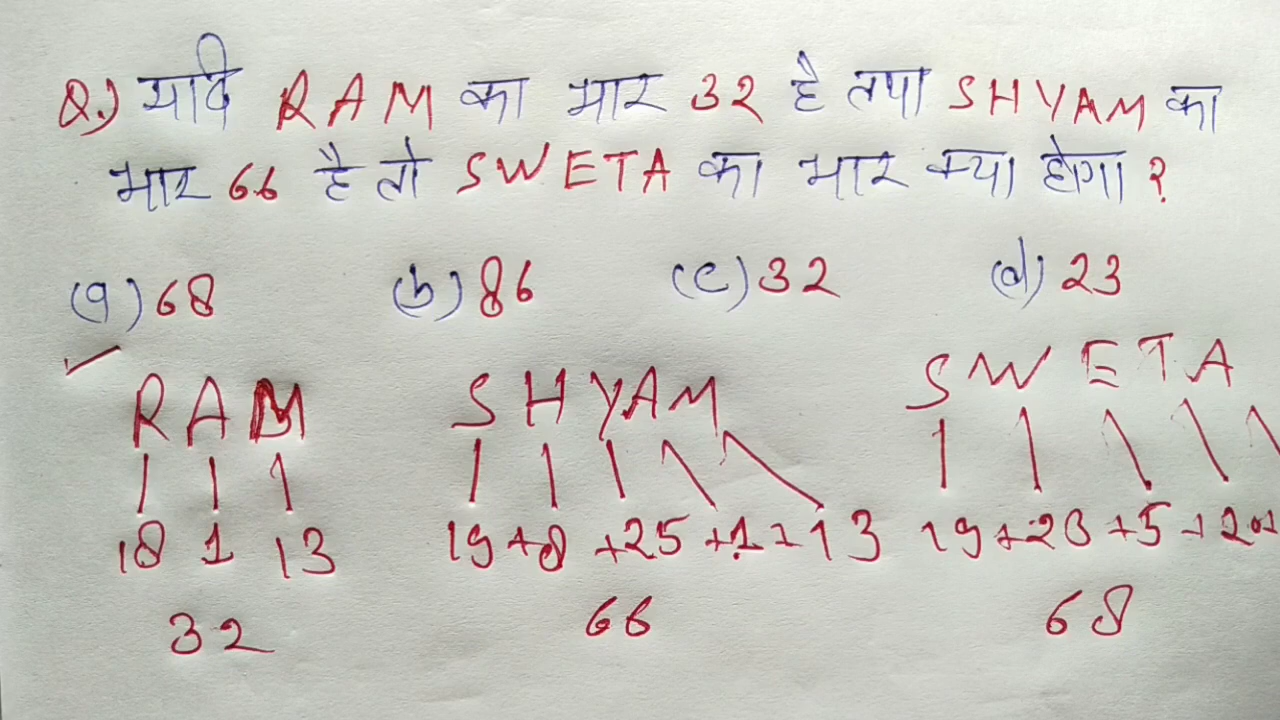 Q.) यदि RAM का भार 32 है तथा SHYAM का
भार 66 है तो SWETA का भार क्या होगा ?
(a) 68 (b) 86 (c) 32 (d) 23
RAM SHYAM SWETA
18 1 13 19+8+25+1+13 19+23+5+20+
32 66 68